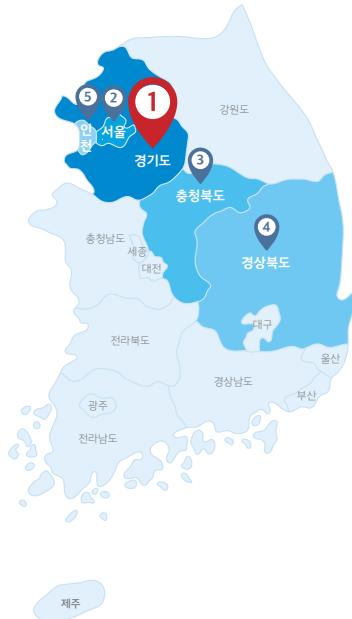 5
2
1
강원도
인천
서울
경기도
3
충청북도
4
충청남도
세종
대전
경상북도
대구
전라북도
울산
경상남도
부산
광주
전라남도
제주